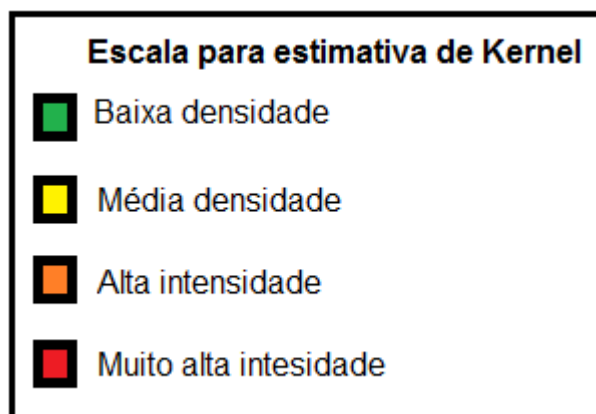 Escala para estimativa de Kernel
Baixa densidade
Média densidade
Alta intensidade
Muito alta intesidade